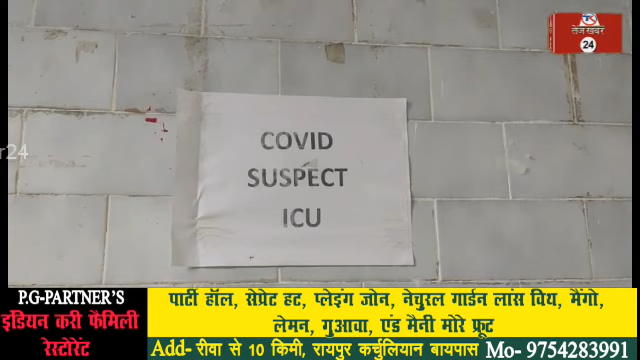 तेज खबर
24
r24
COVID
SUSPECT
ICU
P.G-PARTNER'S
इंडियन करी फैमिली
रेस्टोरेंट
पार्टी हॉल, सेप्रेट हट, प्लेइंग जोन, नेचुरल गार्डन लांस विथ, मैंगो,
लेमन, गुआवा, एंड मैनी मोरे फ्रूट
Add- रीवा से 10 किमी, रायपुर कर्चुलियान बायपास Mo- 9754283991